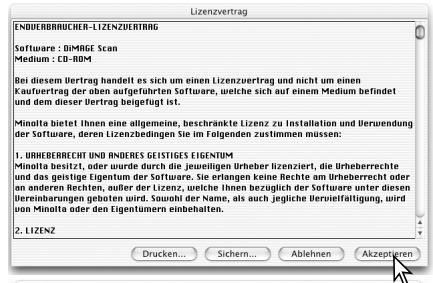 Lizenzvertrag
ENDVERBRAUCHER-LIZENZVERTRAG
Software : DiMAGE Scan
Medium : CD-ROM
Bei diesem Vertrag handelt es sich um einen Lizenzvertrag und nicht um einen
Kaufvertrag der oben aufgeführten Software, welche sich auf einem Medium befindet
und dem dieser Vertrag beigefügt ist.
Minolta bietet Ihnen eine allgemeine, beschränkte Lizenz zu Installation und Verwendung
der Software, deren Lizenzbedingen Sie im Folgenden zustimmen müssen:
1. URHEBERRECHT UND ANDERES GEISTIGES EIGENTUM
Minolta besitzt, oder wurde durch die jeweiligen Urheber lizenziert, die Urheberrechte
und das geistige Eigentum der Software. Sie erlangen keine Rechte am Urheberrecht oder
an anderen Rechten, außer der Lizenz, welche Ihnen bezüglich der Software unter diesen
Vereinbarungen geboten wird. Sowohl der Name, als auch jegliche Vervielfältigung, wird
von Minolta oder den Eigentümern einbehalten.
2. LIZENZ
Drucken... Sichern... Ablehnen Akzeptieren